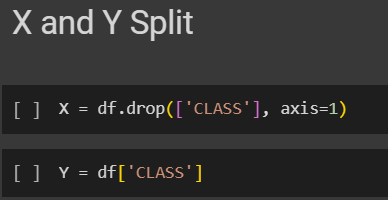 X and Y Split
[ ] X = df.drop(['CLASS'], axis=1)
[ ] Y = df['CLASS']